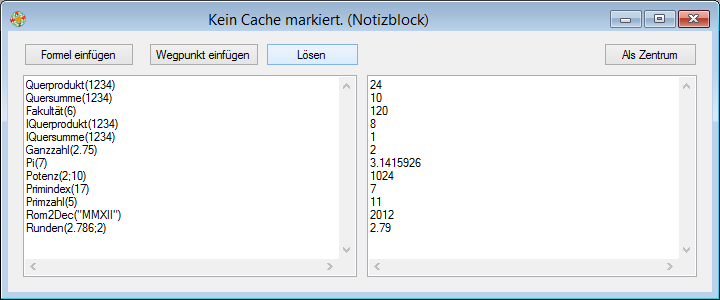 Kein Cache markiert. (Notizblock)
Formel einfügen Wegpunkt einfügen Lösen Als Zentrum
Querprodukt(1234) 24
Quersumme(1234) 10
Fakultät(6) 120
IQuerprodukt(1234) 8
IQuersumme(1234) 1
Ganzzahl(2.75) 2
Pi(7) 3.1415926
Potenz(2;10) 1024
Primindex(17) 7
Primzahl(5) 11
Rom2Dec("MMXII") 2012
Runden(2.786;2) 2.79